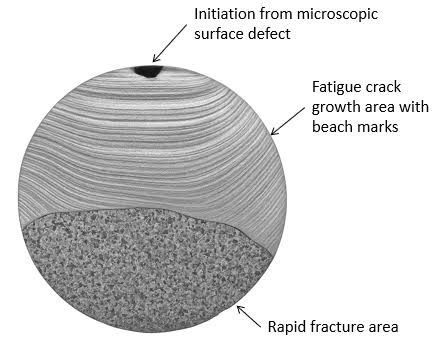 Initiation from microscopic
surface defect
Fatigue crack
growth area with
beach marks
Rapid fracture area